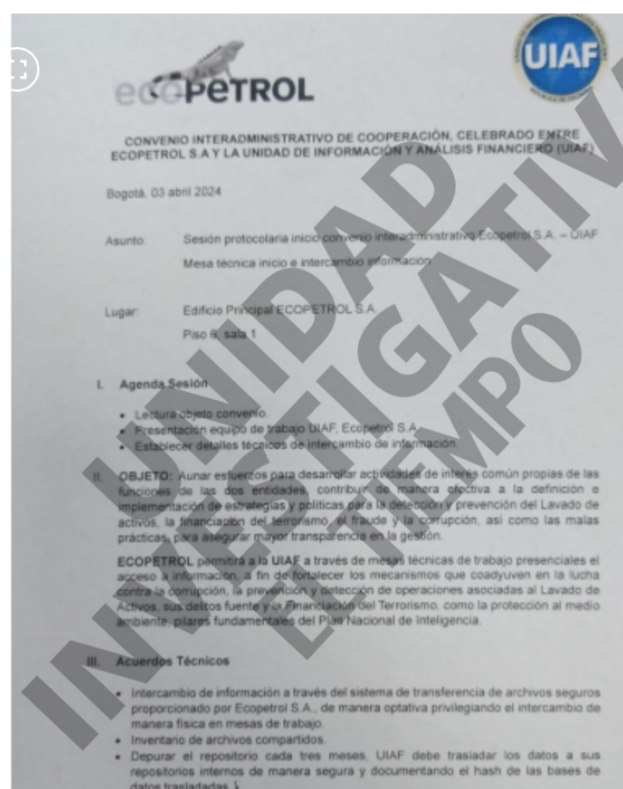 ecoPETROL
UIAF
CONVENIO INTERADMINISTRATIVO DE COOPERACIÓN, CELEBRADO ENTRE
ECOPETROL S.A Y LA UNIDAD DE INFORMACIÓN Y ANÁLISIS FINANCIERO (UIAF)
Bogotá, 03 abril 2024
Asunto: Sesión protocolaria inicio convenio interadministrativo Ecopetrol S.A. – UIAF
Mesa técnica inicio e intercambio información
Lugar: Edificio Principal ECOPETROL S.A.
Piso 9, sala 1
I. Agenda Sesión
• Lectura objeto convenio.
• Presentación equipo de trabajo UIAF, Ecopetrol S.A.
• Establecer detalles técnicos de intercambio de información.
II. OBJETO: Aunar esfuerzos para desarrollar actividades de interés común propias de las
funciones de las dos entidades, contribuir de manera efectiva a la definición e
implementación de estrategias y políticas para la detección y prevención del Lavado de
activos, la financiación del terrorismo, el fraude y la corrupción, así como las malas
prácticas, para asegurar mayor transparencia en la gestión.
ECOPETROL permitirá a la UIAF a través de mesas técnicas de trabajo presenciales el
acceso a información, a fin de fortalecer los mecanismos que coadyuven en la lucha
contra la corrupción, la prevención y detección de operaciones asociadas al Lavado de
Activos, sus delitos fuente y la Financiación del Terrorismo, como la protección al medio
ambiente, pilares fundamentales del Plan Nacional de Inteligencia.
III. Acuerdos Técnicos
• Intercambio de información a través del sistema de transferencia de archivos seguros
proporcionado por Ecopetrol S.A., de manera optativa privilegiando el intercambio de
manera física en mesas de trabajo.
• Inventario de archivos compartidos.
• Depurar el repositorio cada tres meses, UIAF debe trasladar los datos a sus
repositorios internos de manera segura y documentando el hash de las bases de
datos trasladadas.
UNIDAD
INVESTIGATIVA
EL TIEMPO